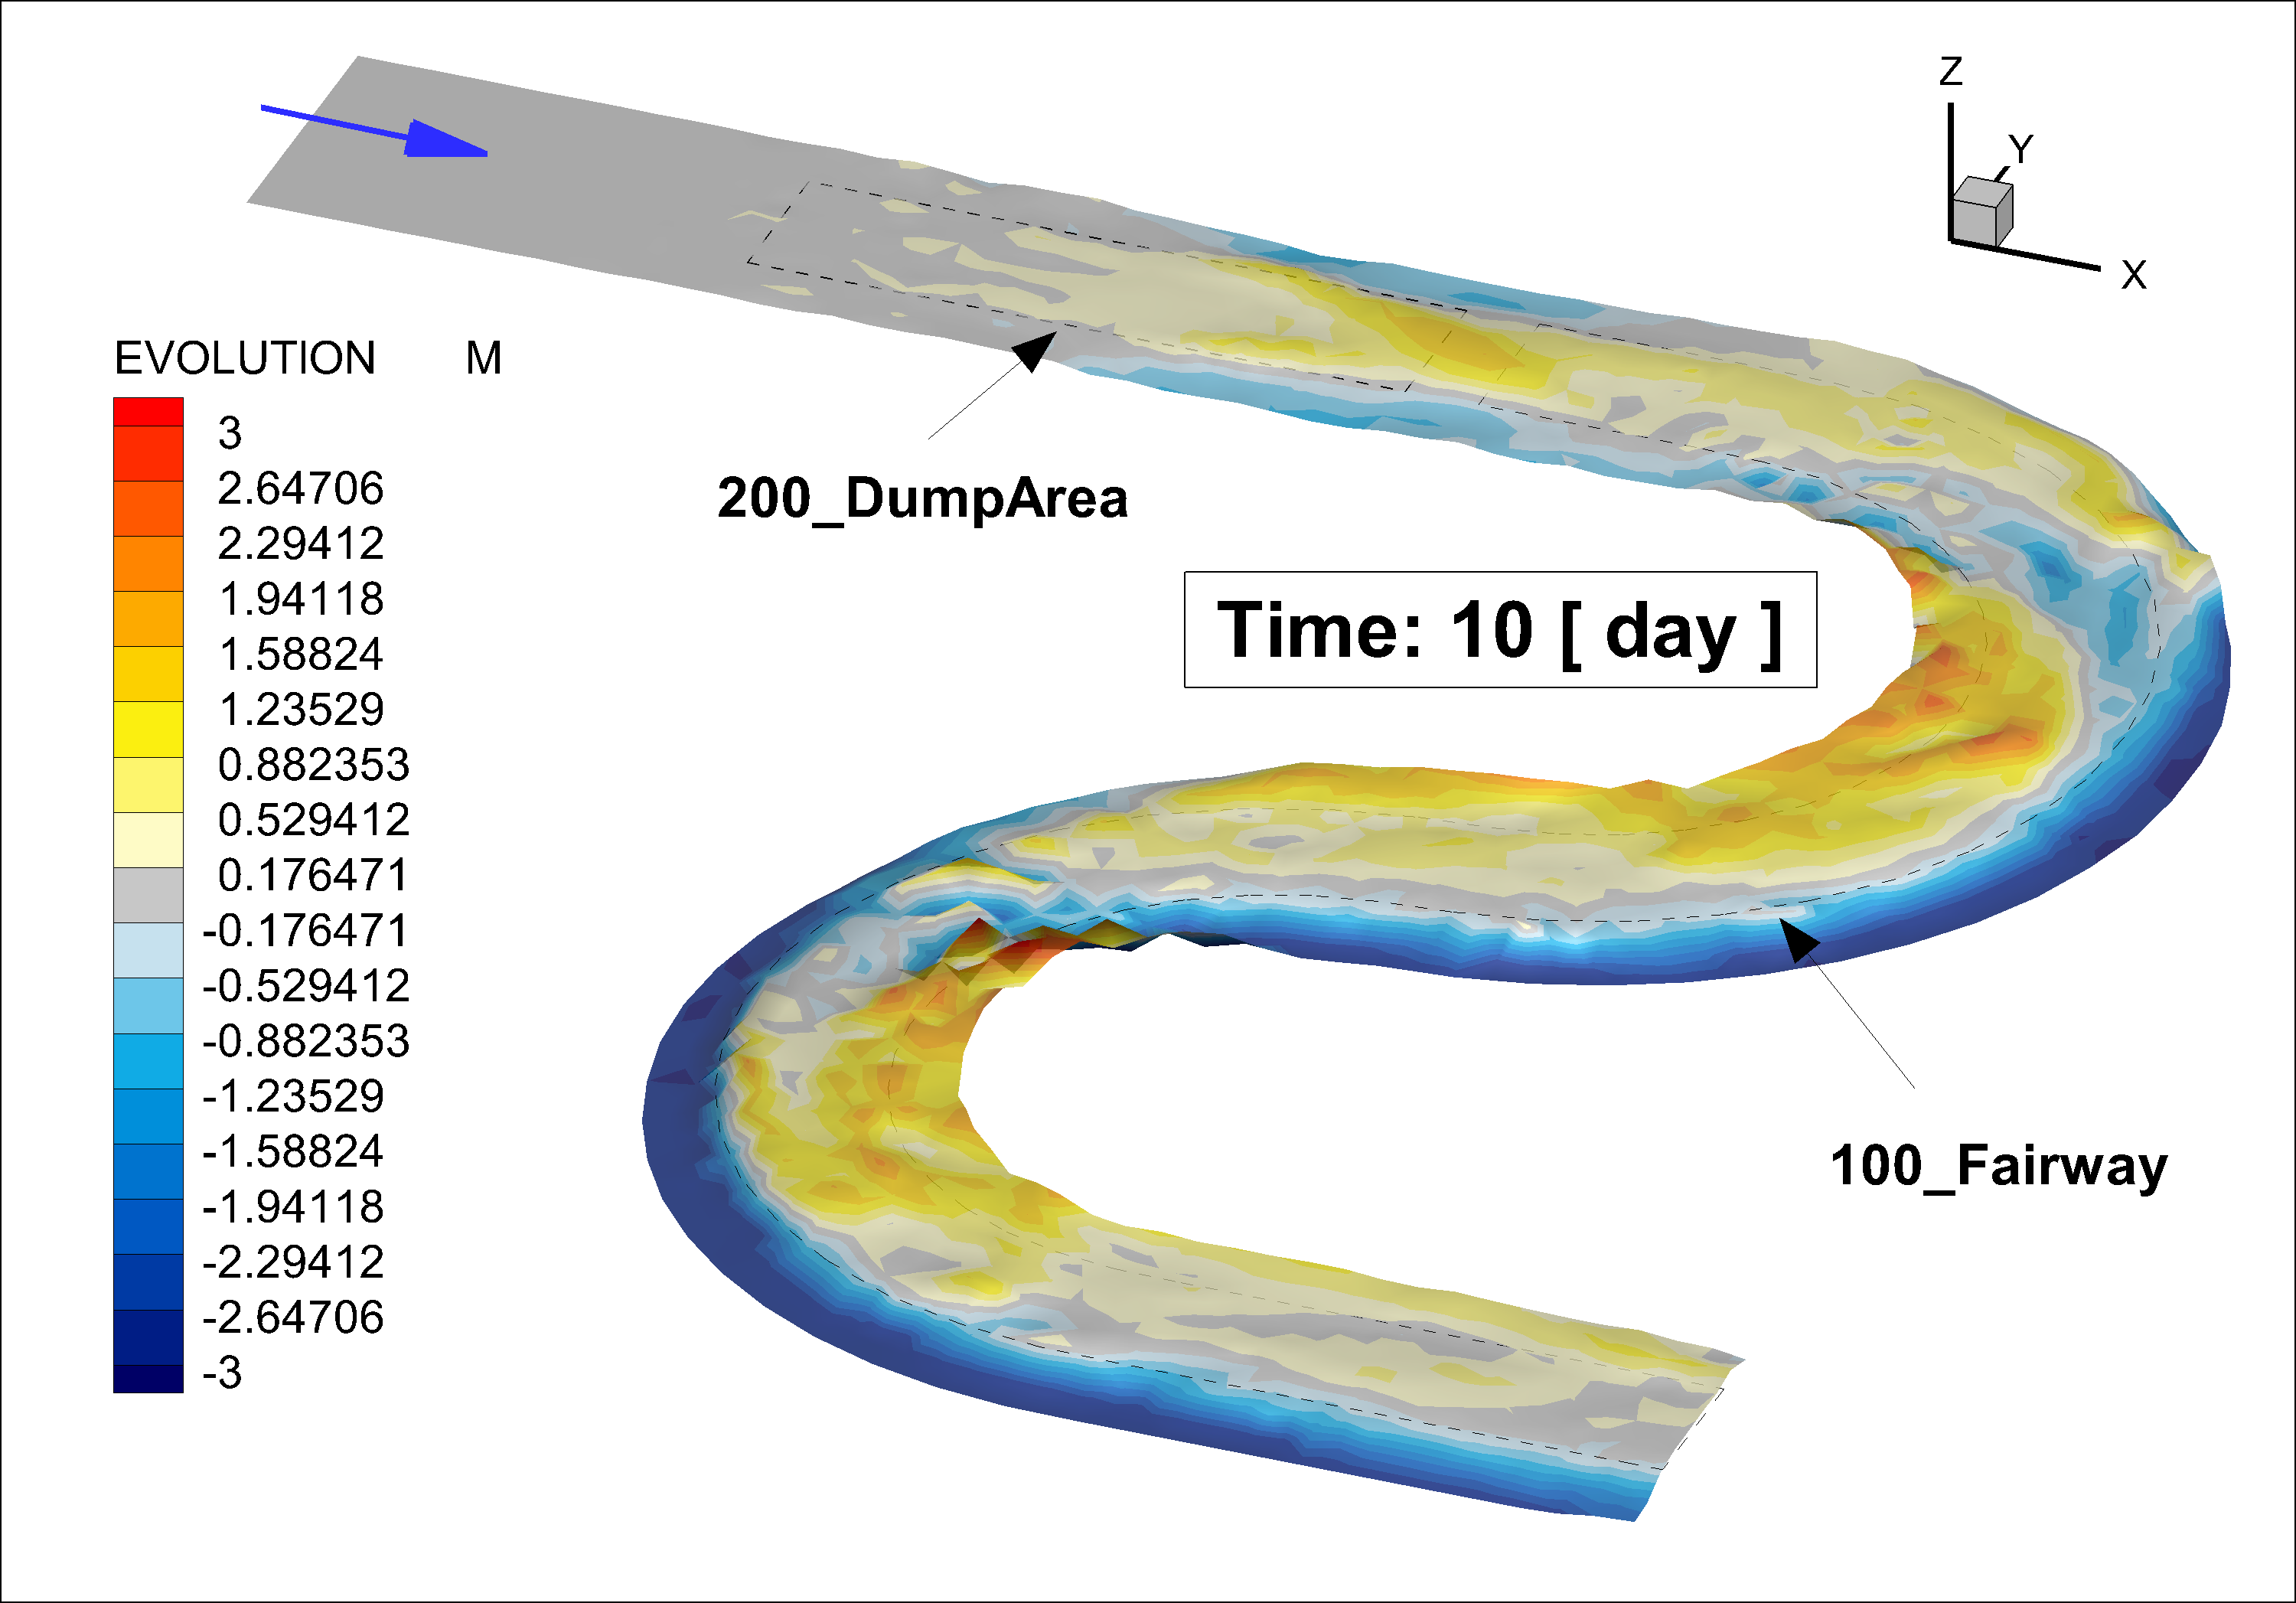 Z
Y
X
EVOLUTION M
3
2.64706
2.29412
1.94118
1.58824
1.23529
0.882353
0.529412
0.176471
-0.176471
-0.529412
-0.882353
-1.23529
-1.58824
-1.94118
-2.29412
-2.64706
-3
200_DumpArea
Time: 10 [ day ]
100_Fairway